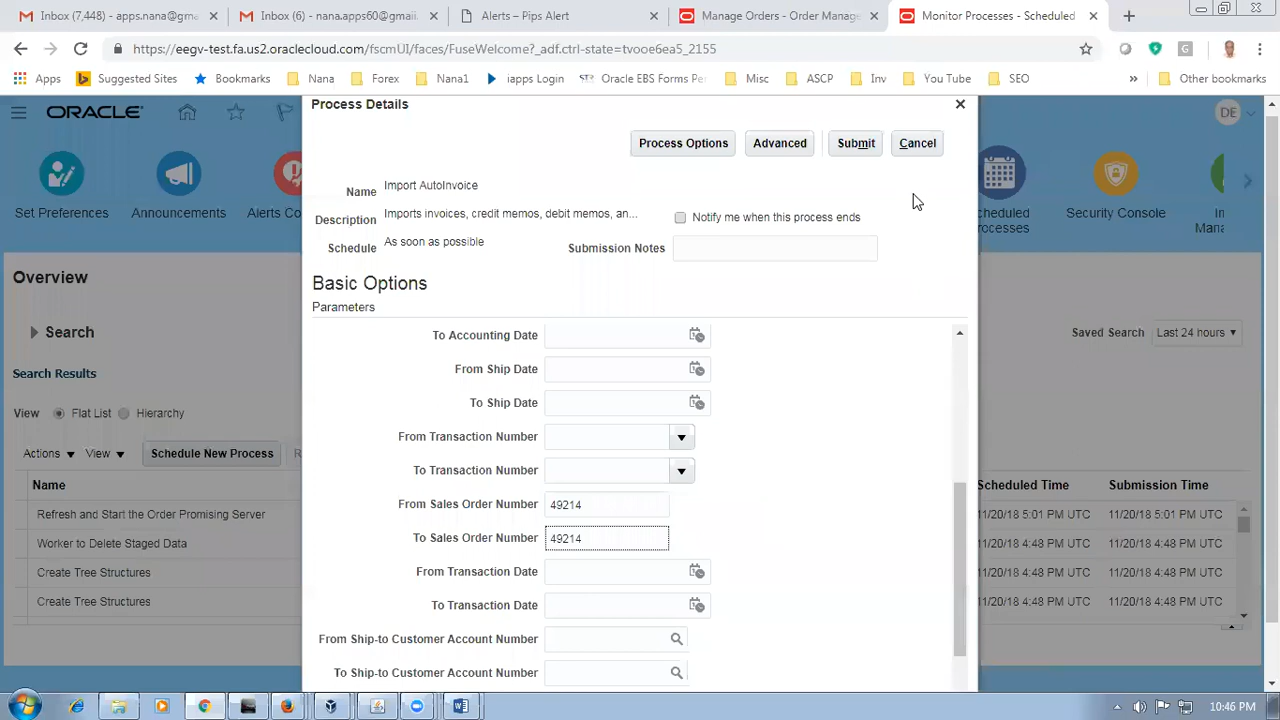 Inbox (7,448) - apps.nana@gm
Inbox (6) - nana.apps60@gmail.
Alerts – Pips Alert
Manage Orders - Order Manag
Monitor Processes - Scheduled
https://eegv-test.fa.us2.oraclecloud.com/fscmUI/faces/FuseWelcome?_adf.ctrl-state=tvooe6ea5_2155
Apps
Suggested Sites
Bookmarks
Nana
Forex
Nana1
iapps Login
Oracle EBS Forms Pe
Misc
ASCP
Inv
You Tube
SEO
»
Other bookmarks
ORACLE
DE
Process Details
Process Options
Advanced
Submit
Cancel
Set Preferences
Announcements
Alerts Co
Scheduled
Processes
Security Console
Mana
Name
Import AutoInvoice
Description
Imports invoices, credit memos, debit memos, an...
Notify me when this process ends
Schedule
As soon as possible
Submission Notes
Basic Options
Parameters
To Accounting Date
From Ship Date
To Ship Date
From Transaction Number
To Transaction Number
From Sales Order Number
49214
To Sales Order Number
49214
From Transaction Date
To Transaction Date
From Ship-to Customer Account Number
To Ship-to Customer Account Number
Overview
Search
Saved Search
Last 24 hours
Search Results
View
Flat List
Hierarchy
Actions
View
Schedule New Process
Name
Scheduled Time
Submission Time
Refresh and Start the Order Promising Server
11/20/18 5:01 PM UTC
11/20/18 5:01 PM UTC
Worker to Delete Staged Data
11/20/18 4:48 PM UTC
11/20/18 4:48 PM UTC
Create Tree Structures
11/20/18 4:48 PM UTC
11/20/18 4:48 PM UTC
Create Tree Structures
11/20/18 4:48 PM UTC
11/20/18 4:48 PM UTC
10:46 PM